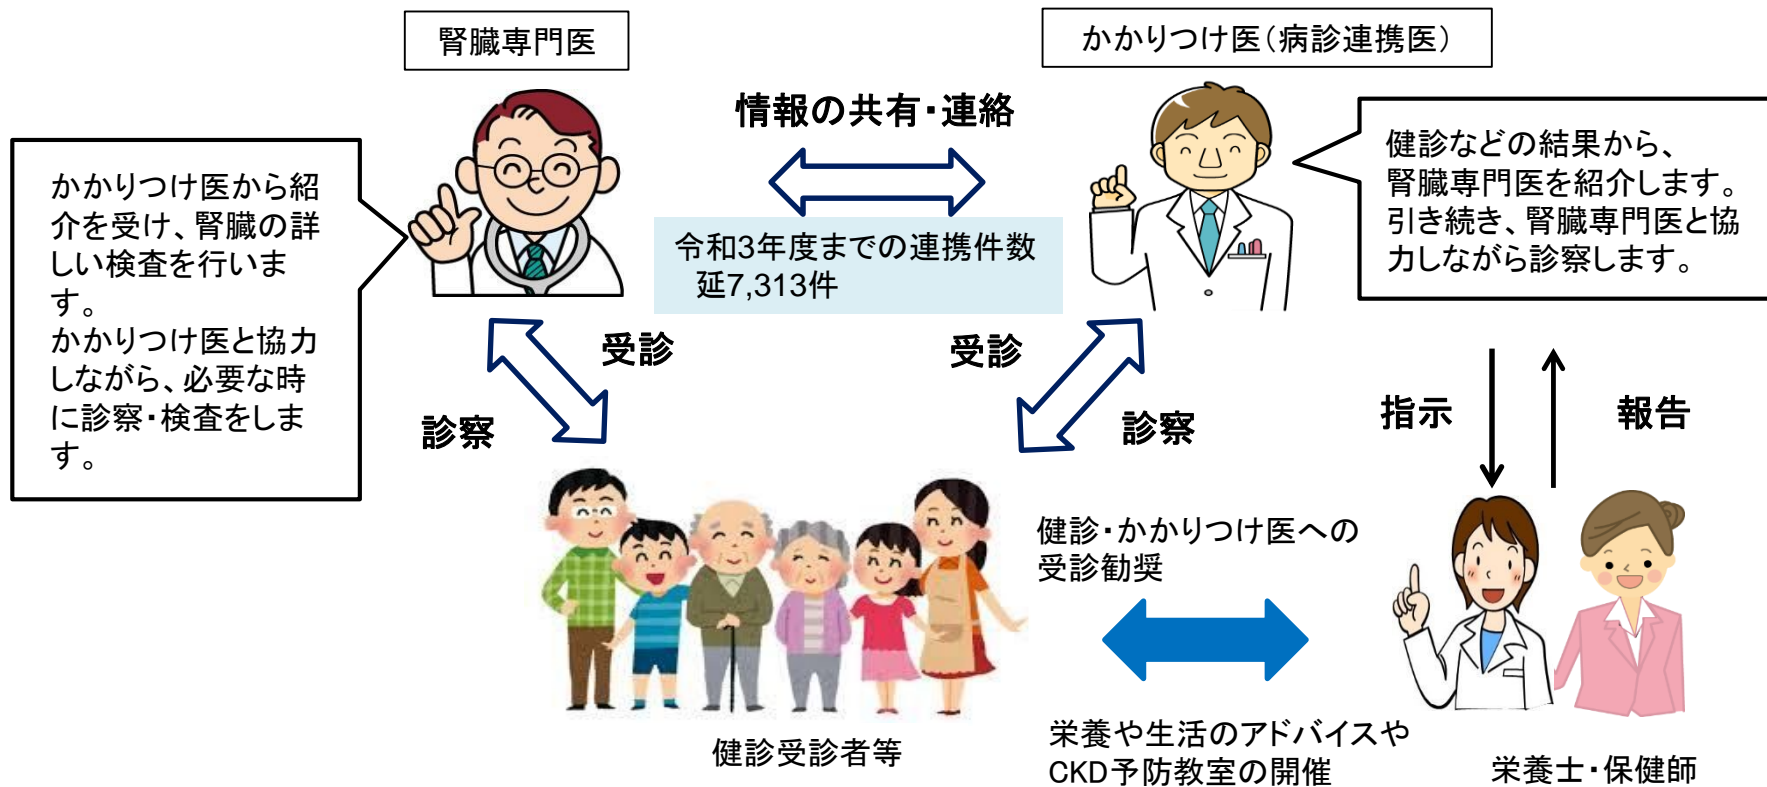 腎臓専門医
かかりつけ医(病診連携医)
情報の共有・連絡
かかりつけ医から紹
介を受け、腎臓の詳
しい検査を行いま
す。
かかりつけ医と協力
しながら、必要な時
に診察・検査をしま
す。
健診などの結果から、
腎臓専門医を紹介します。
引き続き、腎臓専門医と協
力しながら診察します。
令和3年度までの連携件数
延7,313件
受診
診察
受診
診察
指示
報告
健診・かかりつけ医への
受診勧奨
栄養や生活のアドバイスや
CKD予防教室の開催
健診受診者等
栄養士・保健師